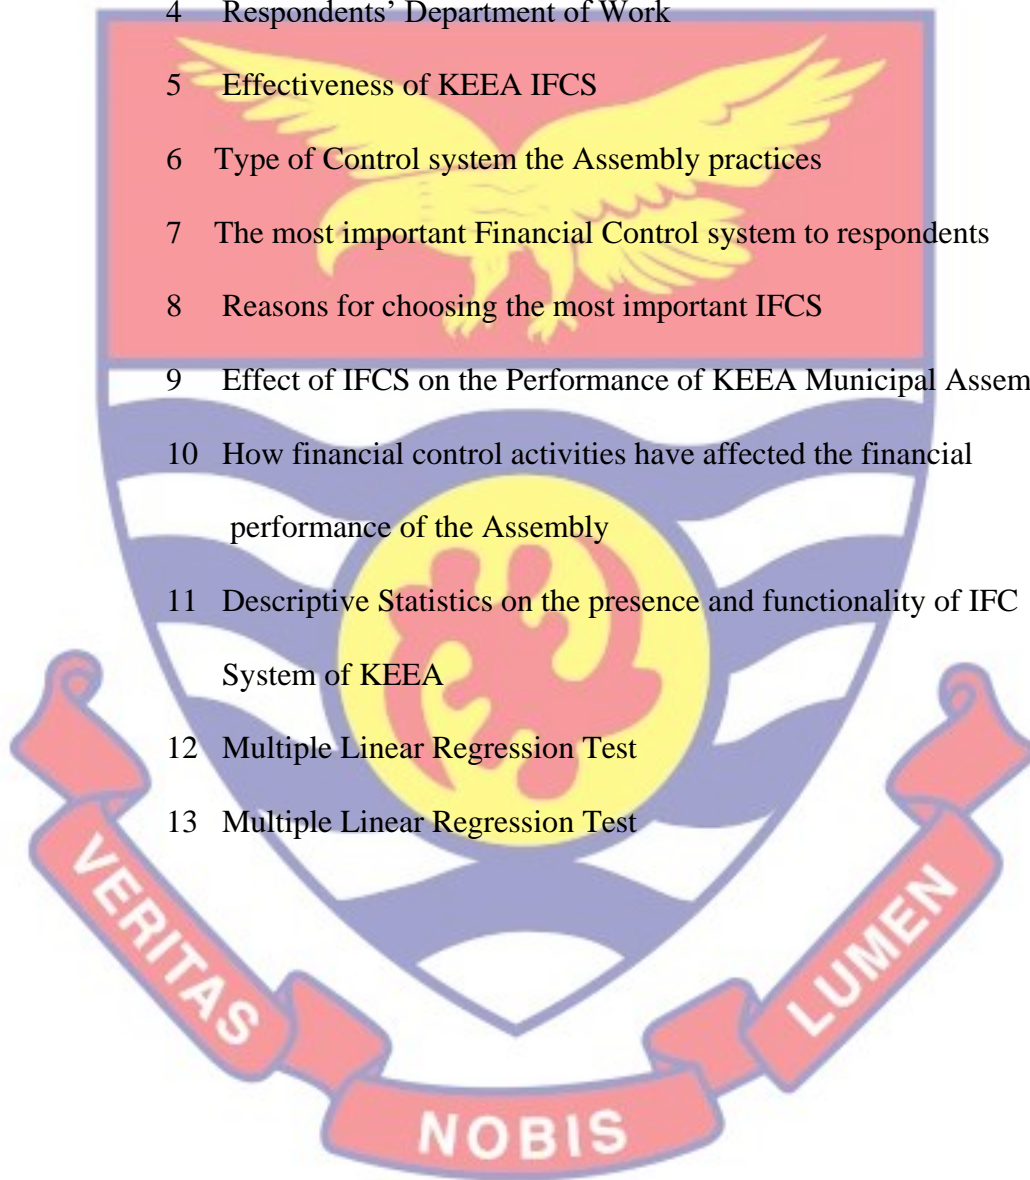 4 Respondents’ Department of Work
5 Effectiveness of KEEA IFCS
6 Type of Control system the Assembly practices
7 The most important Financial Control system to respondents
8 Reasons for choosing the most important IFCS
9 Effect of IFCS on the Performance of KEEA Municipal Assem
10 How financial control activities have affected the financial
performance of the Assembly
11 Descriptive Statistics on the presence and functionality of IFC
System of KEEA
12 Multiple Linear Regression Test
13 Multiple Linear Regression Test
VERITAS
NOBIS
LUMEN